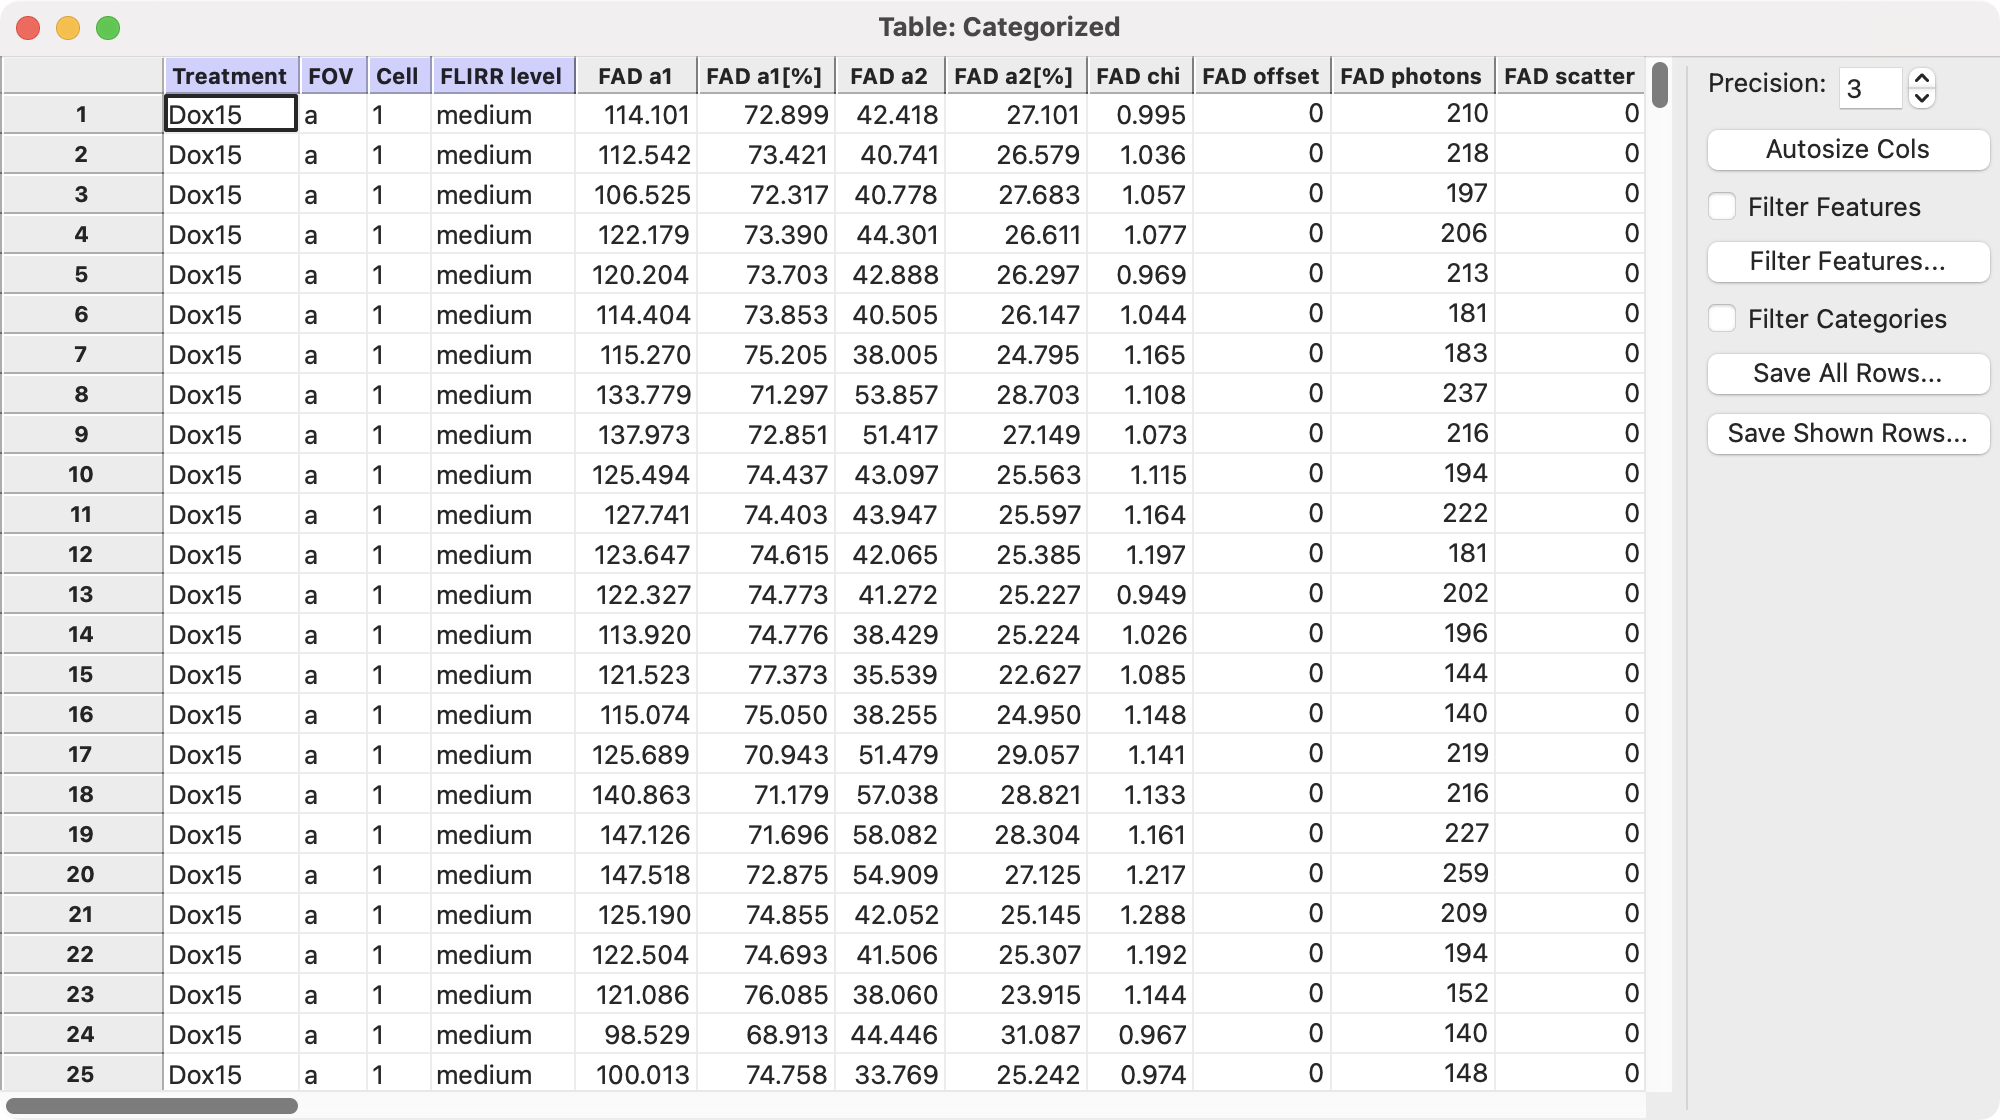 Table: Categorized
Treatment FOV Cell FLIRR level FAD a1 FAD a1[%] FAD a2 FAD a2[%] FAD chi FAD offset FAD photons FAD scatter
1 Dox15 a 1 medium 114.101 72.899 42.418 27.101 0.995 0 210 0
2 Dox15 a 1 medium 112.542 73.421 40.741 26.579 1.036 0 218 0
3 Dox15 a 1 medium 106.525 72.317 40.778 27.683 1.057 0 197 0
4 Dox15 a 1 medium 122.179 73.390 44.301 26.611 1.077 0 206 0
5 Dox15 a 1 medium 120.204 73.703 42.888 26.297 0.969 0 213 0
6 Dox15 a 1 medium 114.404 73.853 40.505 26.147 1.044 0 181 0
7 Dox15 a 1 medium 115.270 75.205 38.005 24.795 1.165 0 183 0
8 Dox15 a 1 medium 133.779 71.297 53.857 28.703 1.108 0 237 0
9 Dox15 a 1 medium 137.973 72.851 51.417 27.149 1.073 0 216 0
10 Dox15 a 1 medium 125.494 74.437 43.097 25.563 1.115 0 194 0
11 Dox15 a 1 medium 127.741 74.403 43.947 25.597 1.164 0 222 0
12 Dox15 a 1 medium 123.647 74.615 42.065 25.385 1.197 0 181 0
13 Dox15 a 1 medium 122.327 74.773 41.272 25.227 0.949 0 202 0
14 Dox15 a 1 medium 113.920 74.776 38.429 25.224 1.026 0 196 0
15 Dox15 a 1 medium 121.523 77.373 35.539 22.627 1.085 0 144 0
16 Dox15 a 1 medium 115.074 75.050 38.255 24.950 1.148 0 140 0
17 Dox15 a 1 medium 125.689 70.943 51.479 29.057 1.141 0 219 0
18 Dox15 a 1 medium 140.863 71.179 57.038 28.821 1.133 0 216 0
19 Dox15 a 1 medium 147.126 71.696 58.082 28.304 1.161 0 227 0
20 Dox15 a 1 medium 147.518 72.875 54.909 27.125 1.217 0 259 0
21 Dox15 a 1 medium 125.190 74.855 42.052 25.145 1.288 0 209 0
22 Dox15 a 1 medium 122.504 74.693 41.506 25.307 1.192 0 194 0
23 Dox15 a 1 medium 121.086 76.085 38.060 23.915 1.144 0 152 0
24 Dox15 a 1 medium 98.529 68.913 44.446 31.087 0.967 0 140 0
25 Dox15 a 1 medium 100.013 74.758 33.769 25.242 0.974 0 148 0
Precision: 3
Autosize Cols
Filter Features
Filter Features...
Filter Categories
Save All Rows...
Save Shown Rows...